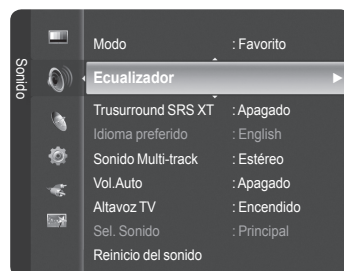 Sonido
Modo : Favorito
Ecualizador
Trusurround SRS XT : Apagado
Idioma preferido : English
Sonido Multi-track : Estéreo
Vol.Auto : Apagado
Altavoz TV : Encendido
Sel. Sonido : Principal
Reinicio del sonido